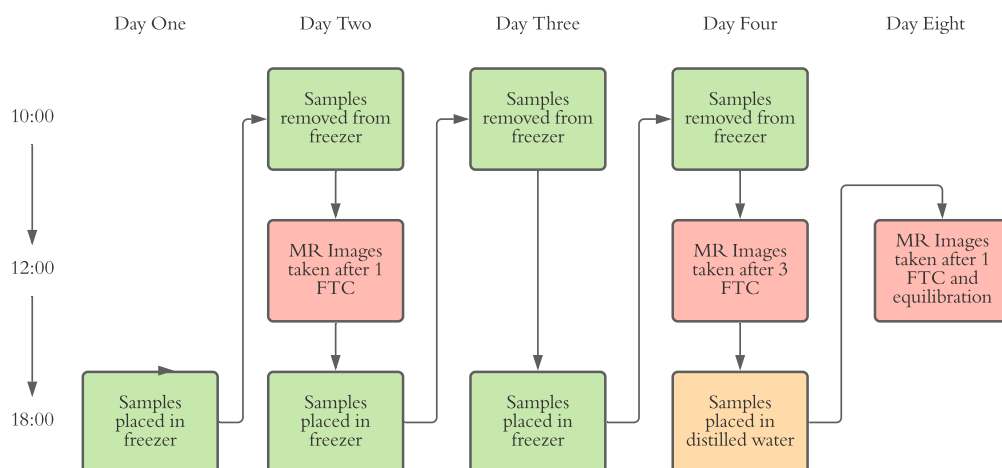 Day One
Day Two
Day Three
Day Four
Day Eight
10:00
Samples
removed from
freezer
Samples
removed from
freezer
Samples
removed from
freezer
12:00
MR Images
taken after 1
FTC
MR Images
taken after 3
FTC
MR Images
taken after 1
FTC and
equilibration
18:00
Samples
placed in
freezer
Samples
placed in
freezer
Samples
placed in
freezer
Samples
placed in
distilled water